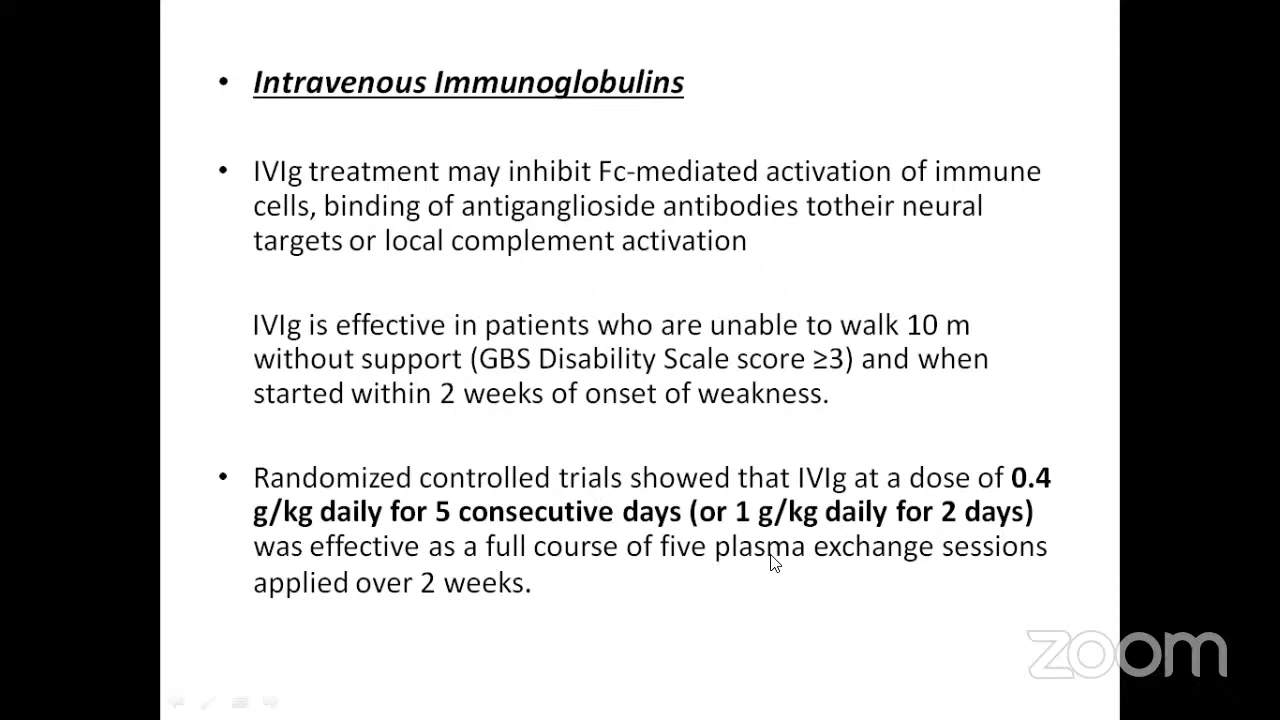 • Intravenous Immunoglobulins
• IVIg treatment may inhibit Fc-mediated activation of immune
cells, binding of antiganglioside antibodies totheir neural
targets or local complement activation
IVIg is effective in patients who are unable to walk 10 m
without support (GBS Disability Scale score ≥3) and when
started within 2 weeks of onset of weakness.
• Randomized controlled trials showed that IVIg at a dose of 0.4
g/kg daily for 5 consecutive days (or 1 g/kg daily for 2 days)
was effective as a full course of five plasma exchange sessions
applied over 2 weeks.
zoom